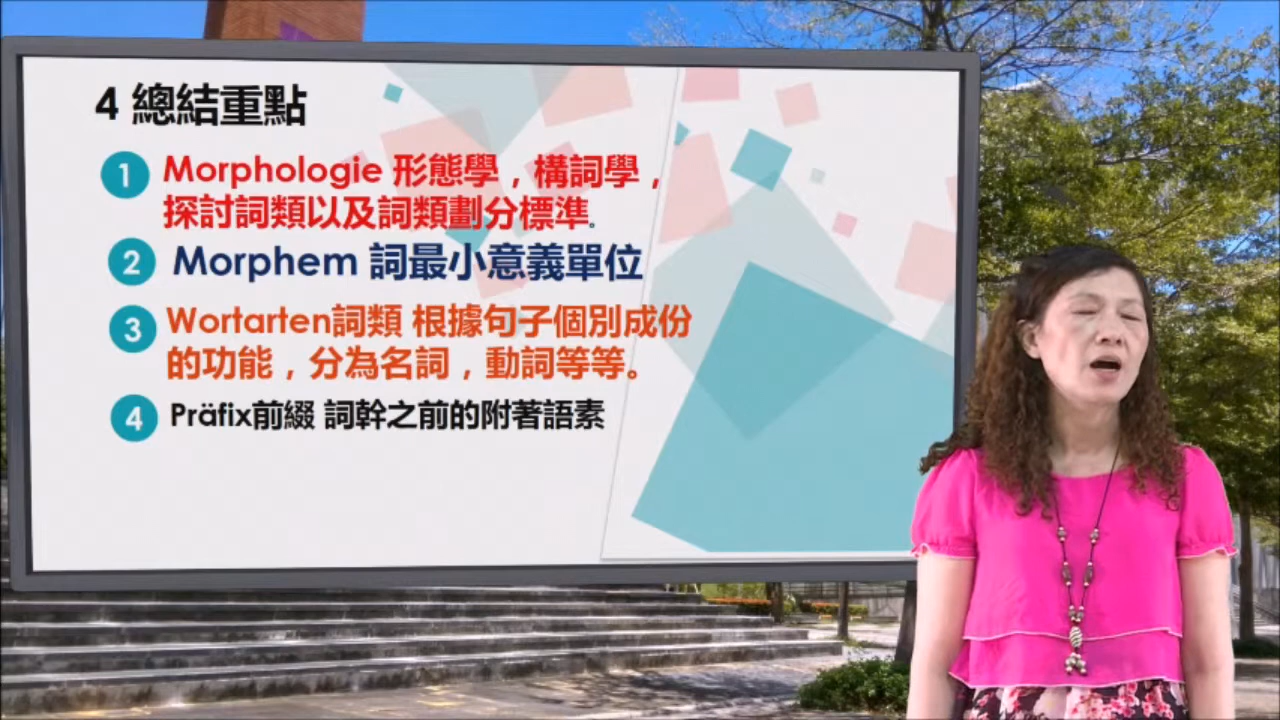 4 總結重點
1 Morphologie 形態學，構詞學，
探討詞類以及詞類劃分標準。
2 Morphem 詞最小意義單位
3 Wortarten詞類 根據句子個別成份
的功能，分為名詞，動詞等等。
4 Präfix前綴 詞幹之前的附著語素